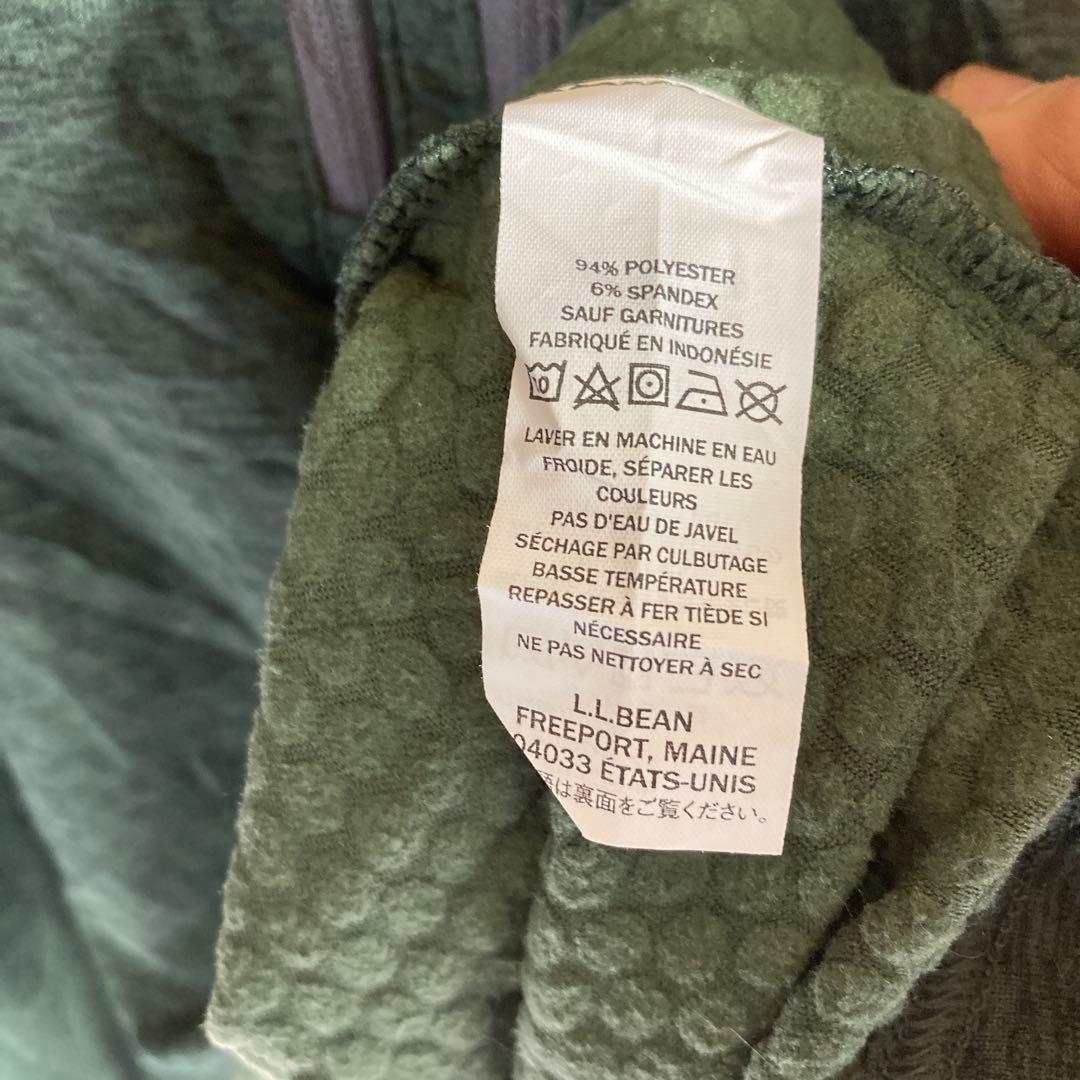 94% POLYESTER
6% SPANDEX
SAUF GARNITURES
FABRIQUÉ EN INDONÉSIE
LAVER EN MACHINE EN EAU
FROIDE, SÉPARER LES
COULEURS
PAS D'EAU DE JAVEL
SÉCHAGE PAR CULBUTAGE
BASSE TEMPÉRATURE
REPASSER À FER TIÈDE SI
NÉCESSAIRE
NE PAS NETTOYER À SEC
L.L.BEAN
FREEPORT, MAINE
04033 ÉTATS-UNIS
は裏面をご覧ください。